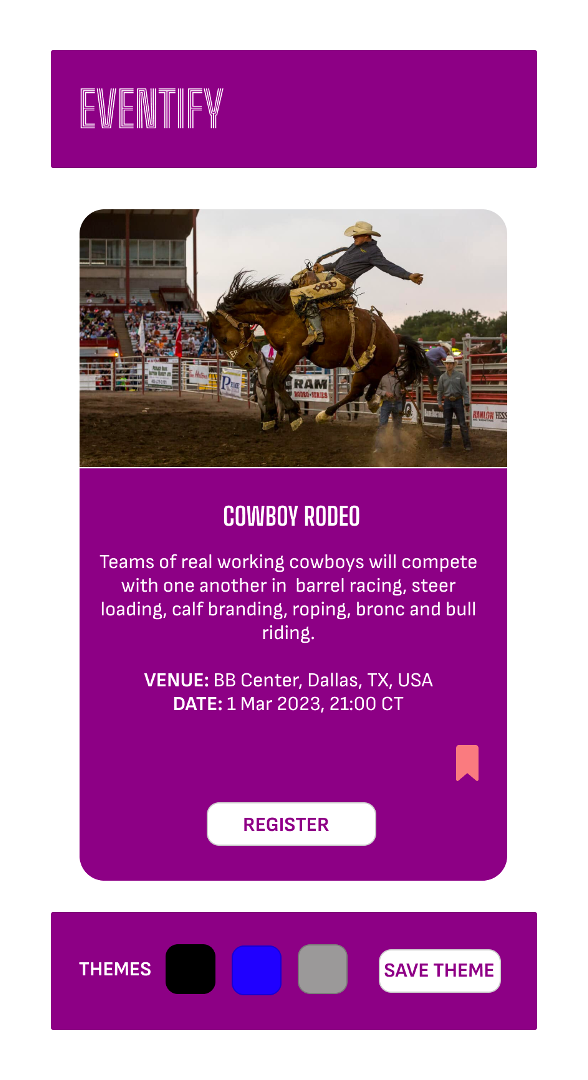 EVENTIFY
RAM
COWBOY RODEO
Teams of real working cowboys will compete
with one another in  barrel racing, steer
loading, calf branding, roping, bronc and bull
riding.
VENUE: BB Center, Dallas, TX, USA
DATE: 1 Mar 2023, 21:00 CT
REGISTER
THEMES
SAVE THEME